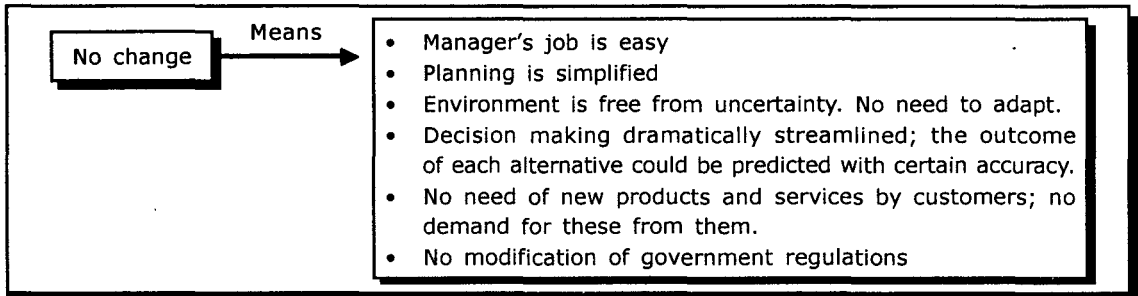 Means
No change
• Manager's job is easy
• Planning is simplified
• Environment is free from uncertainty. No need to adapt.
• Decision making dramatically streamlined; the outcome
of each alternative could be predicted with certain accuracy.
• No need of new products and services by customers; no
demand for these from them.
• No modification of government regulations